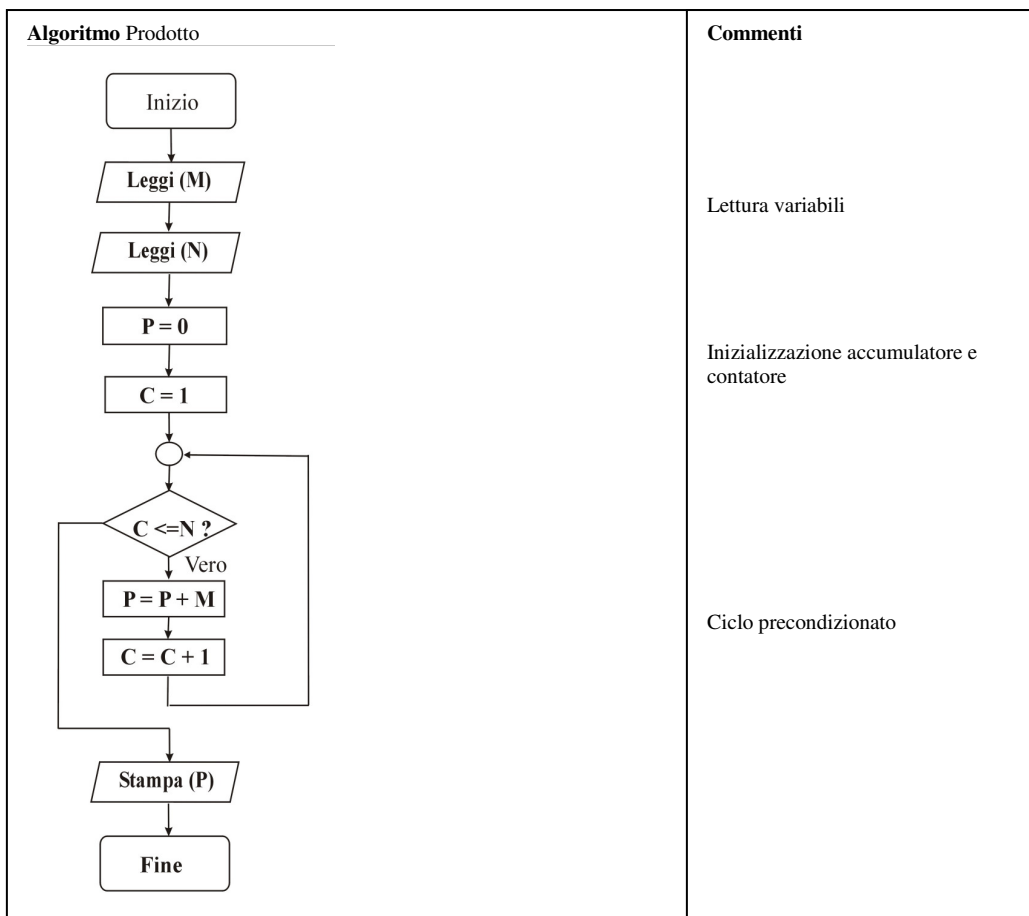 Algoritmo Prodotto
Commenti
Inizio
Leggi (M)
Lettura variabili
Leggi (N)
P = 0
Inizializzazione accumulatore e
contatore
C = 1
C <=N ?
Vero
P = P + M
Ciclo precondizionato
C = C + 1
Stampa (P)
Fine